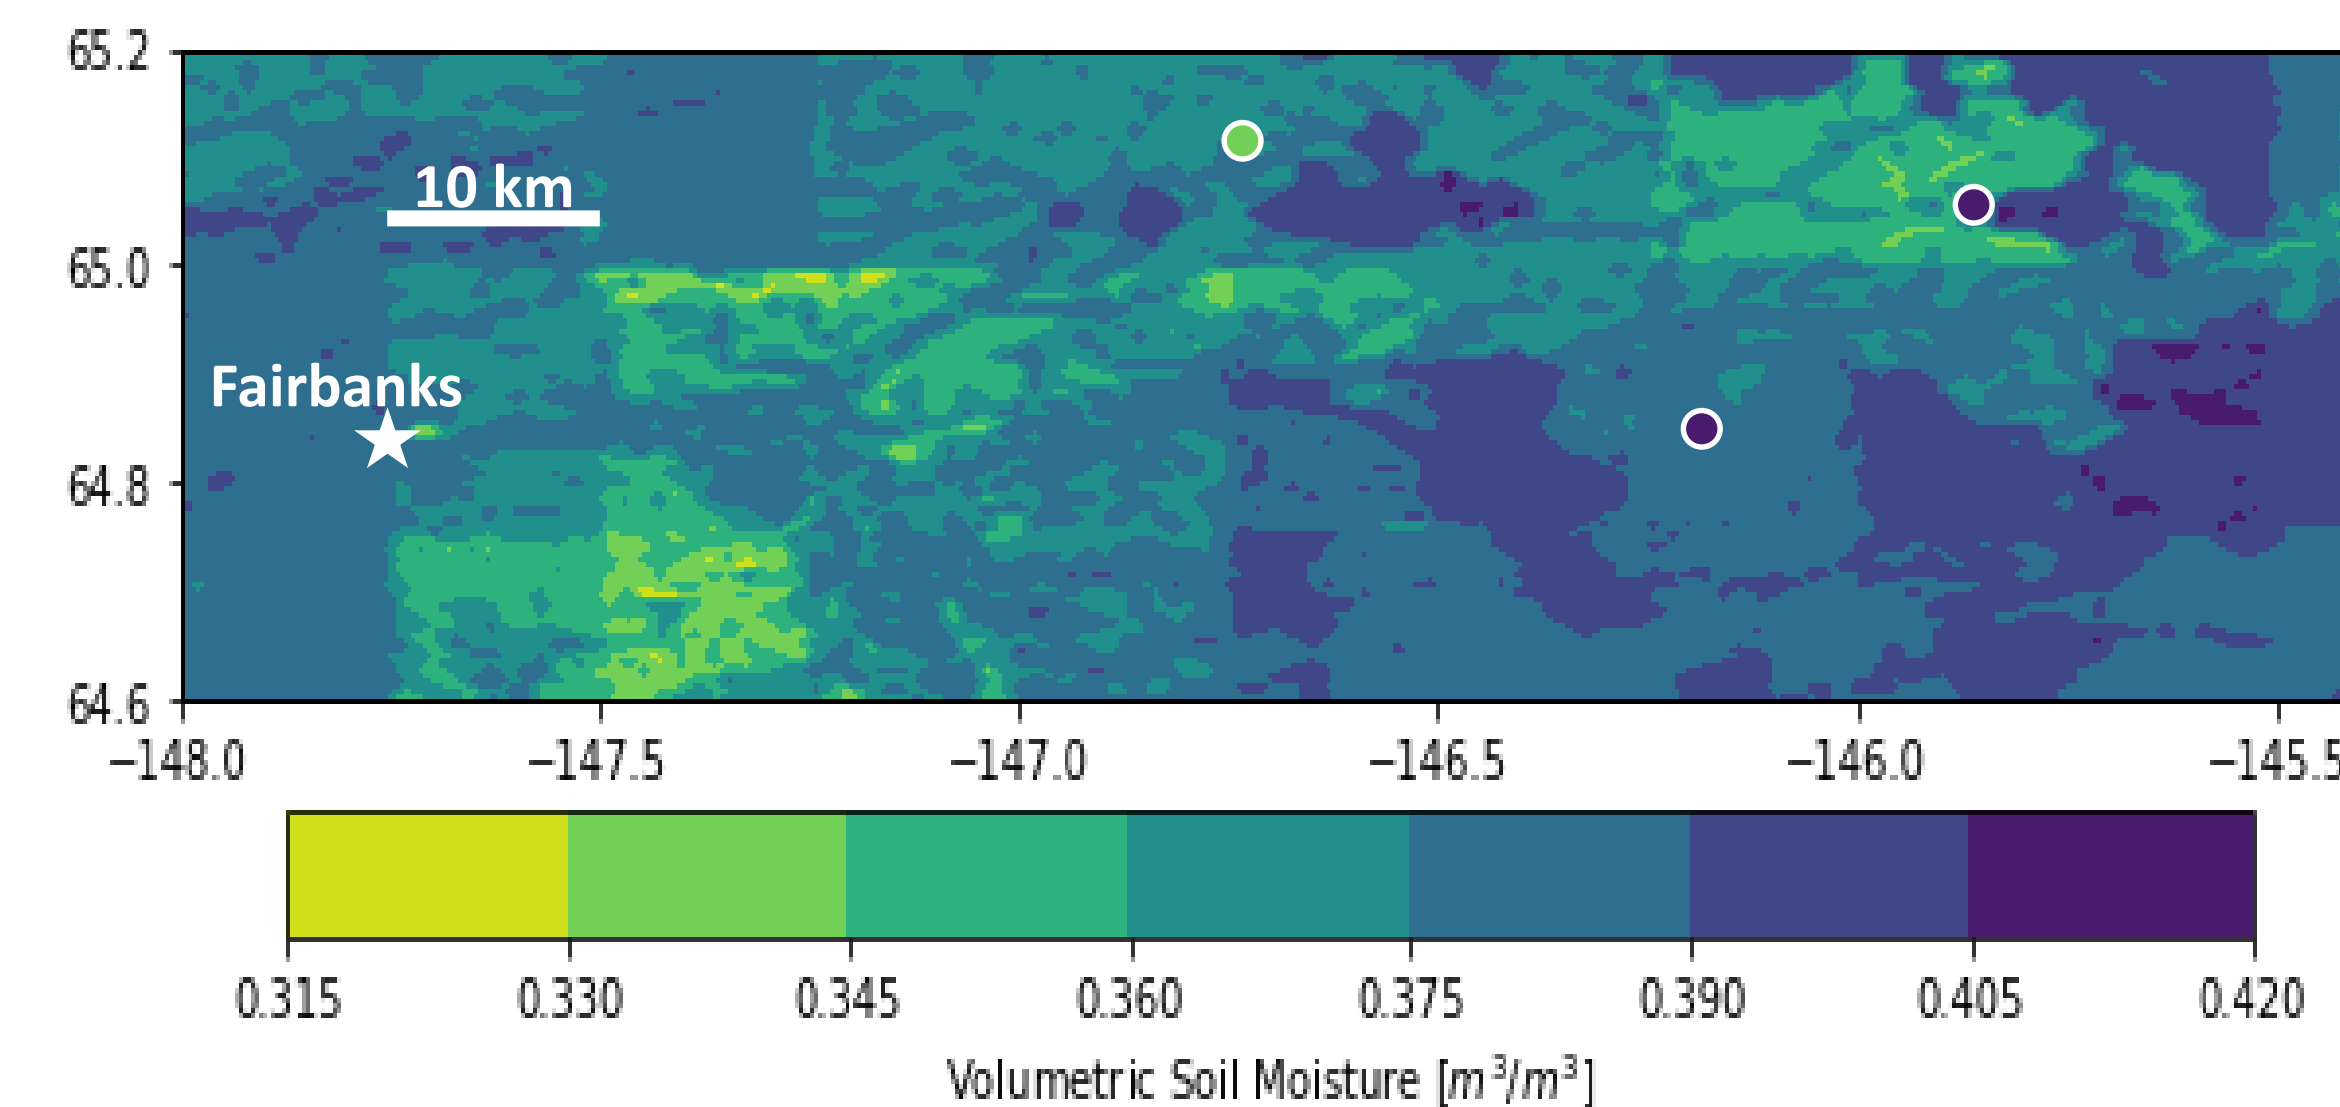 65.2
10 km
65.0
Fairbanks
64.8
64.6
−148.0 −147.5 −147.0 −146.5 −146.0 −145.5
0.315 0.330 0.345 0.360 0.375 0.390 0.405 0.420
Volumetric Soil Moisture [m³/m³]